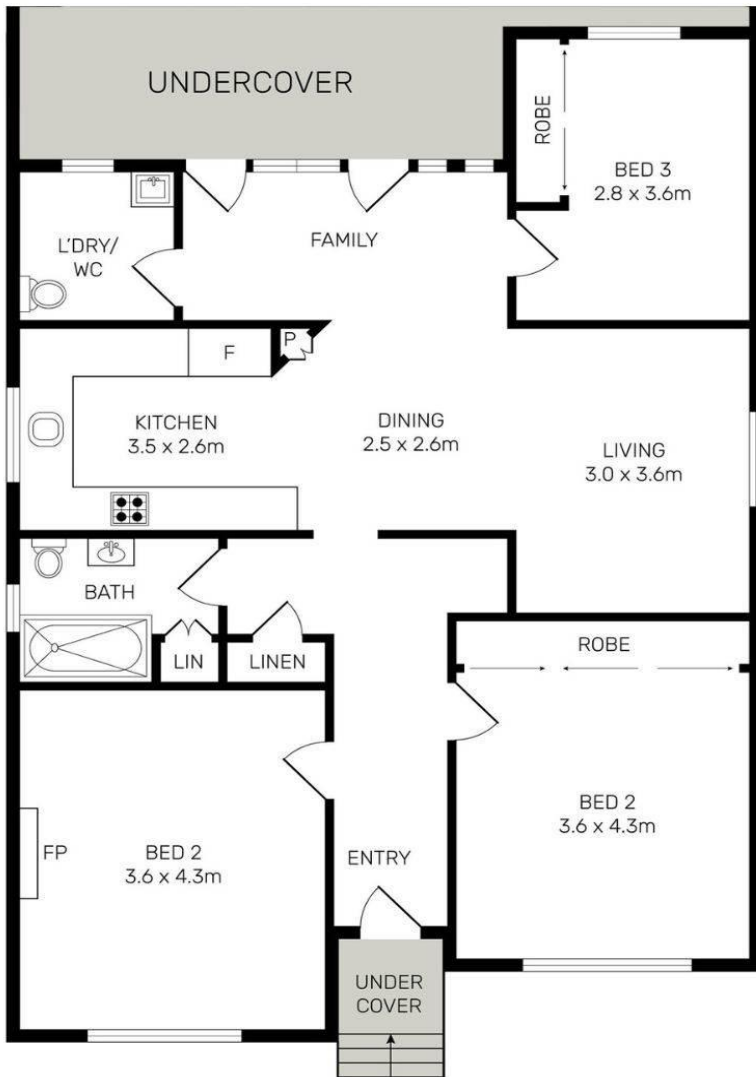 UNDERCOVER
ROBE
BED 3
2.8 x 3.6m
L'DRY/
WC
FAMILY
F
P
KITCHEN
3.5 x 2.6m
DINING
2.5 x 2.6m
LIVING
3.0 x 3.6m
BATH
LIN
LINEN
ROBE
BED 2
3.6 x 4.3m
FP
BED 2
3.6 x 4.3m
ENTRY
UNDER
COVER